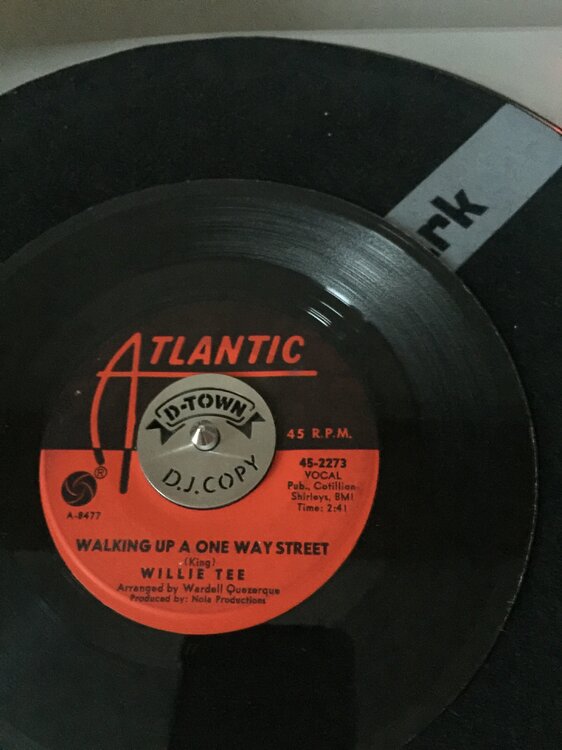 rk
ATLANTIC
D-TOWN
D.J.COPY
45 R.P.M.
®
A-8477
45-2273
VOCAL
Pub., Cotillion
Shirleys, BMI
Time: 2:41
WALKING UP A ONE WAY STREET
(King)
WILLIE TEE
Arranged by Wardell Quezerque
Produced by: Nola Productions